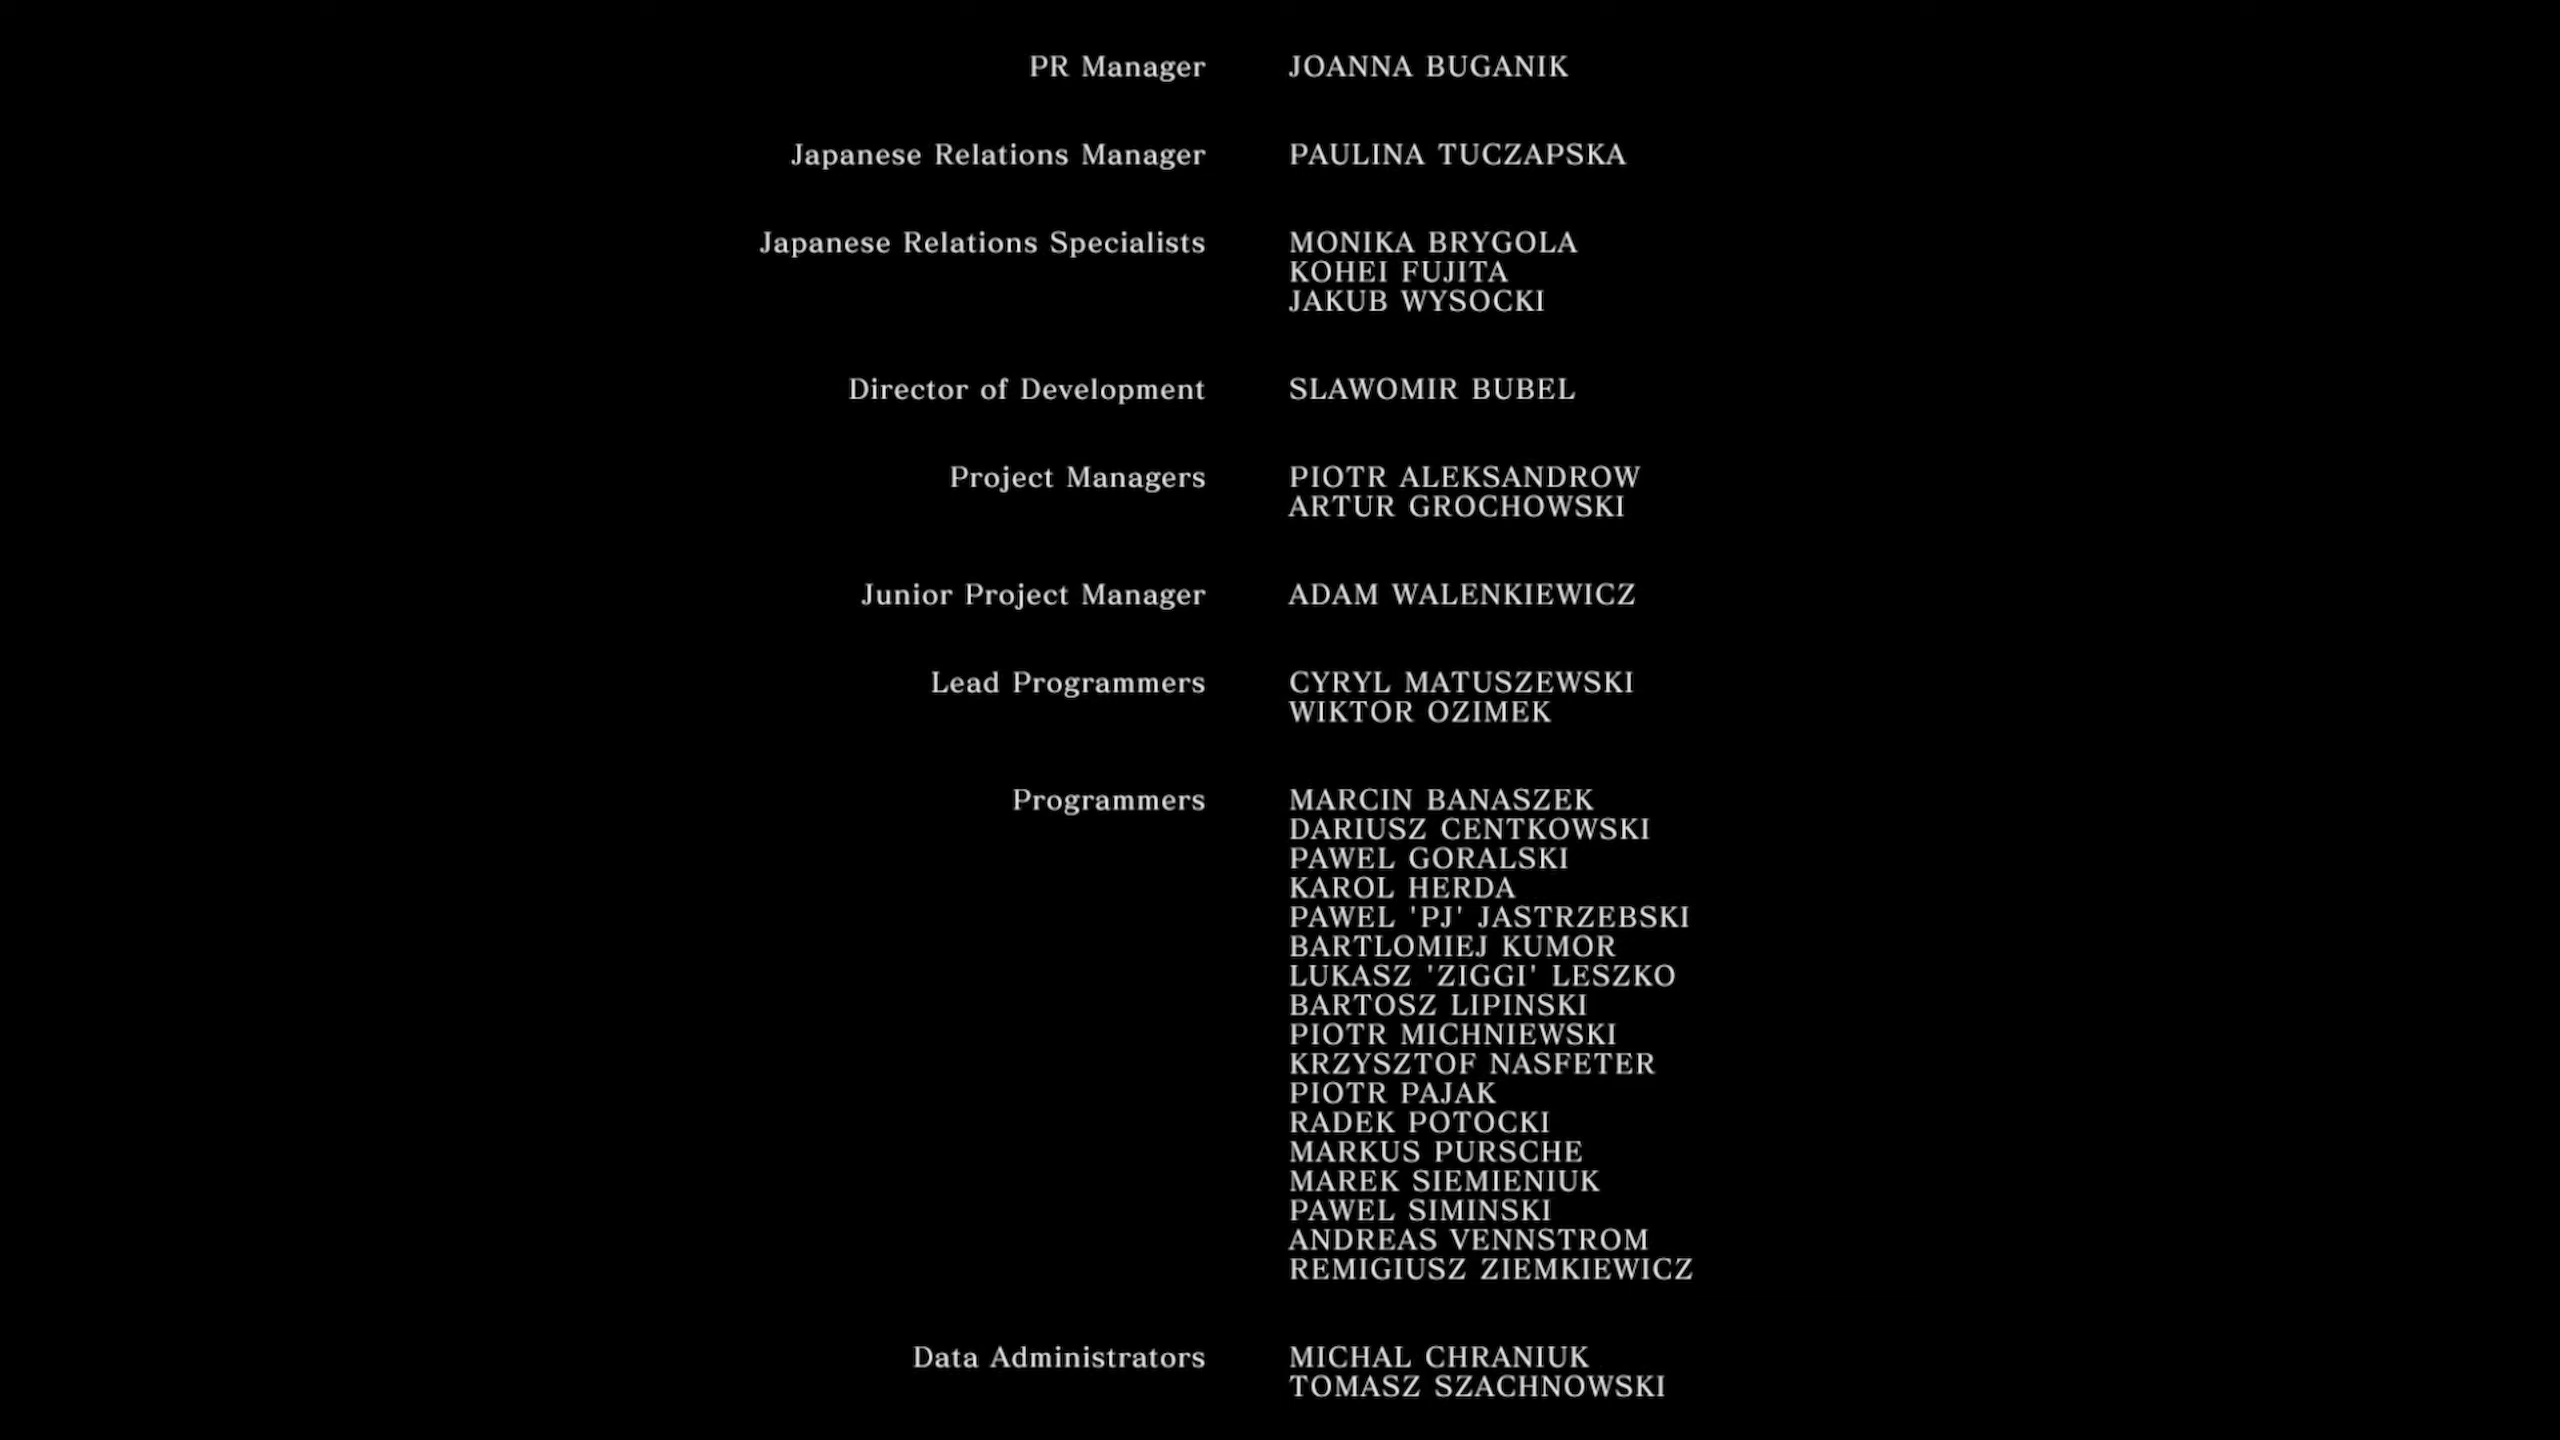 PR Manager JOANNA BUGANIK
Japanese Relations Manager PAULINA TUCZAPSKA
Japanese Relations Specialists MONIKA BRYGOLA
KOHEI FUJITA
JAKUB WYSOCKI
Director of Development SLAWOMIR BUBEL
Project Managers PIOTR ALEKSANDROW
ARTUR GROCHOWSKI
Junior Project Manager ADAM WALENKIEWICZ
Lead Programmers CYRYL MATUSZEWSKI
WIKTOR OZIMEK
Programmers MARCIN BANASZEK
DARIUSZ CENTKOWSKI
PAWEL GORALSKI
KAROL HERDA
PAWEL 'PJ' JASTRZEBSKI
BARTLOMIEJ KUMOR
LUKASZ 'ZIGGI' LESZKO
BARTOSZ LIPINSKI
PIOTR MICHNIEWSKI
KRZYSZTOF NASFETER
PIOTR PAJAK
RADEK POTOCKI
MARKUS PURSCHE
MAREK SIEMIENIUK
PAWEL SIMINSKI
ANDREAS VENNSTROM
REMIGIUSZ ZIEMKIEWICZ
Data Administrators MICHAL CHRANIUK
TOMASZ SZACHNOWSKI